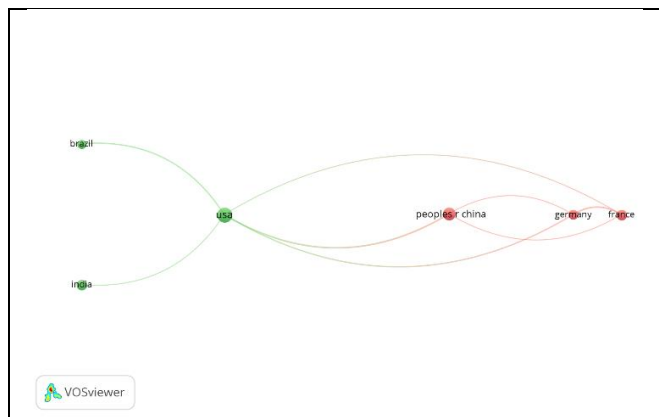 brazil
usa
peoples r china
germany
france
india
VOSviewer